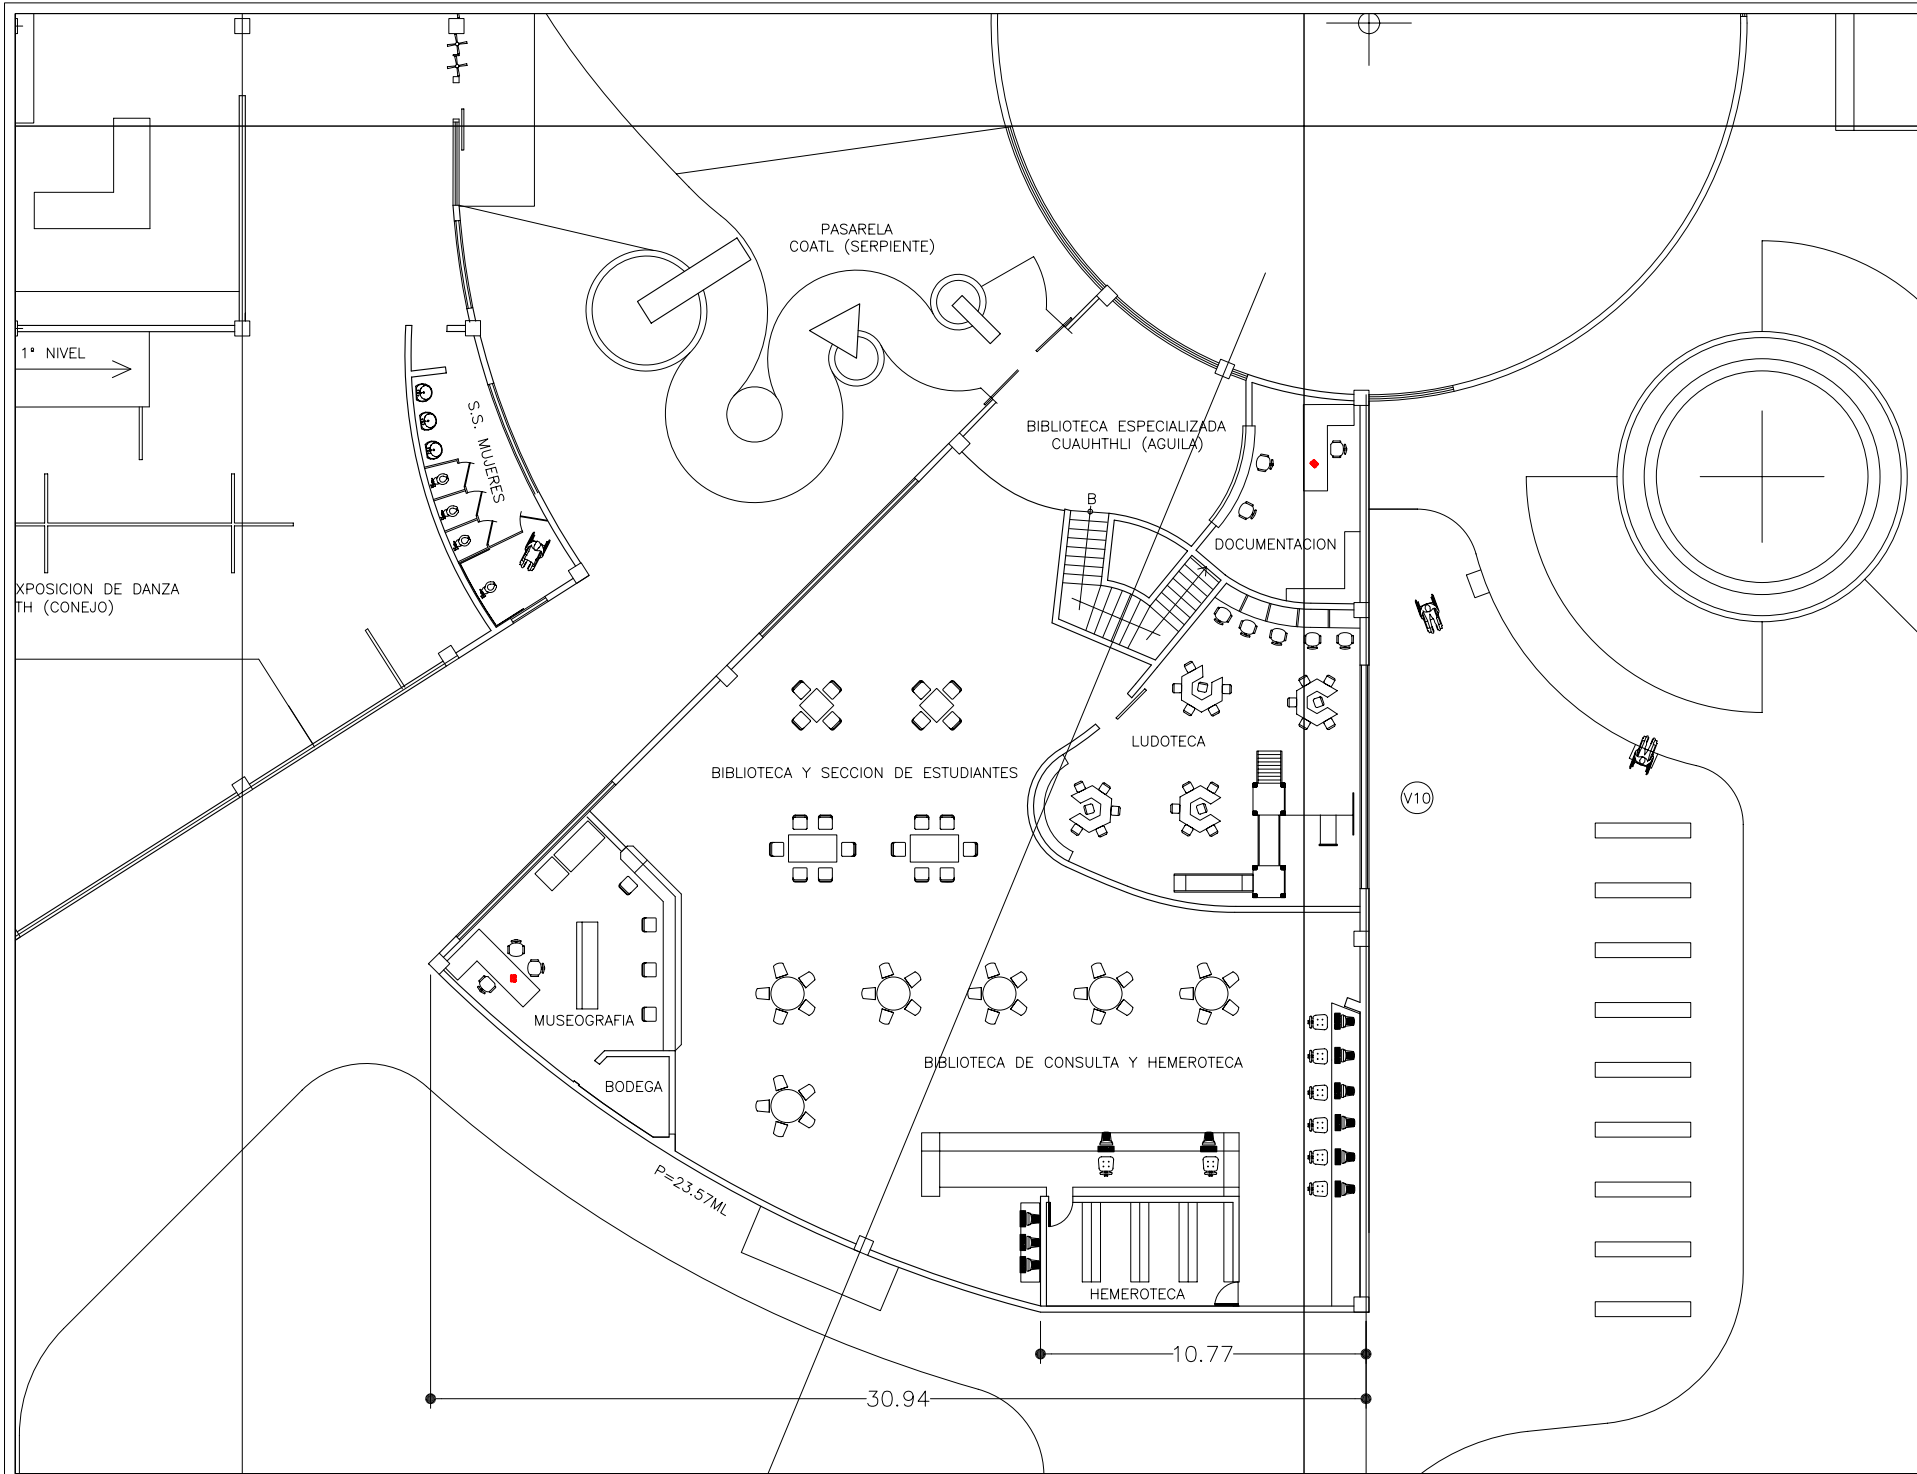 PASARELA
COATL (SERPIENTE)
1° NIVEL
S.S. MUJERES
BIBLIOTECA ESPECIALIZADA
CUAUHTHLI (AGUILA)
B
DOCUMENTACION
XPOSICION DE DANZA
TH (CONEJO)
LUDOTECA
BIBLIOTECA Y SECCION DE ESTUDIANTES
V10
MUSEOGRAFIA
BIBLIOTECA DE CONSULTA Y HEMEROTECA
BODEGA
P=23.57ML
HEMEROTECA
10.77
30.94